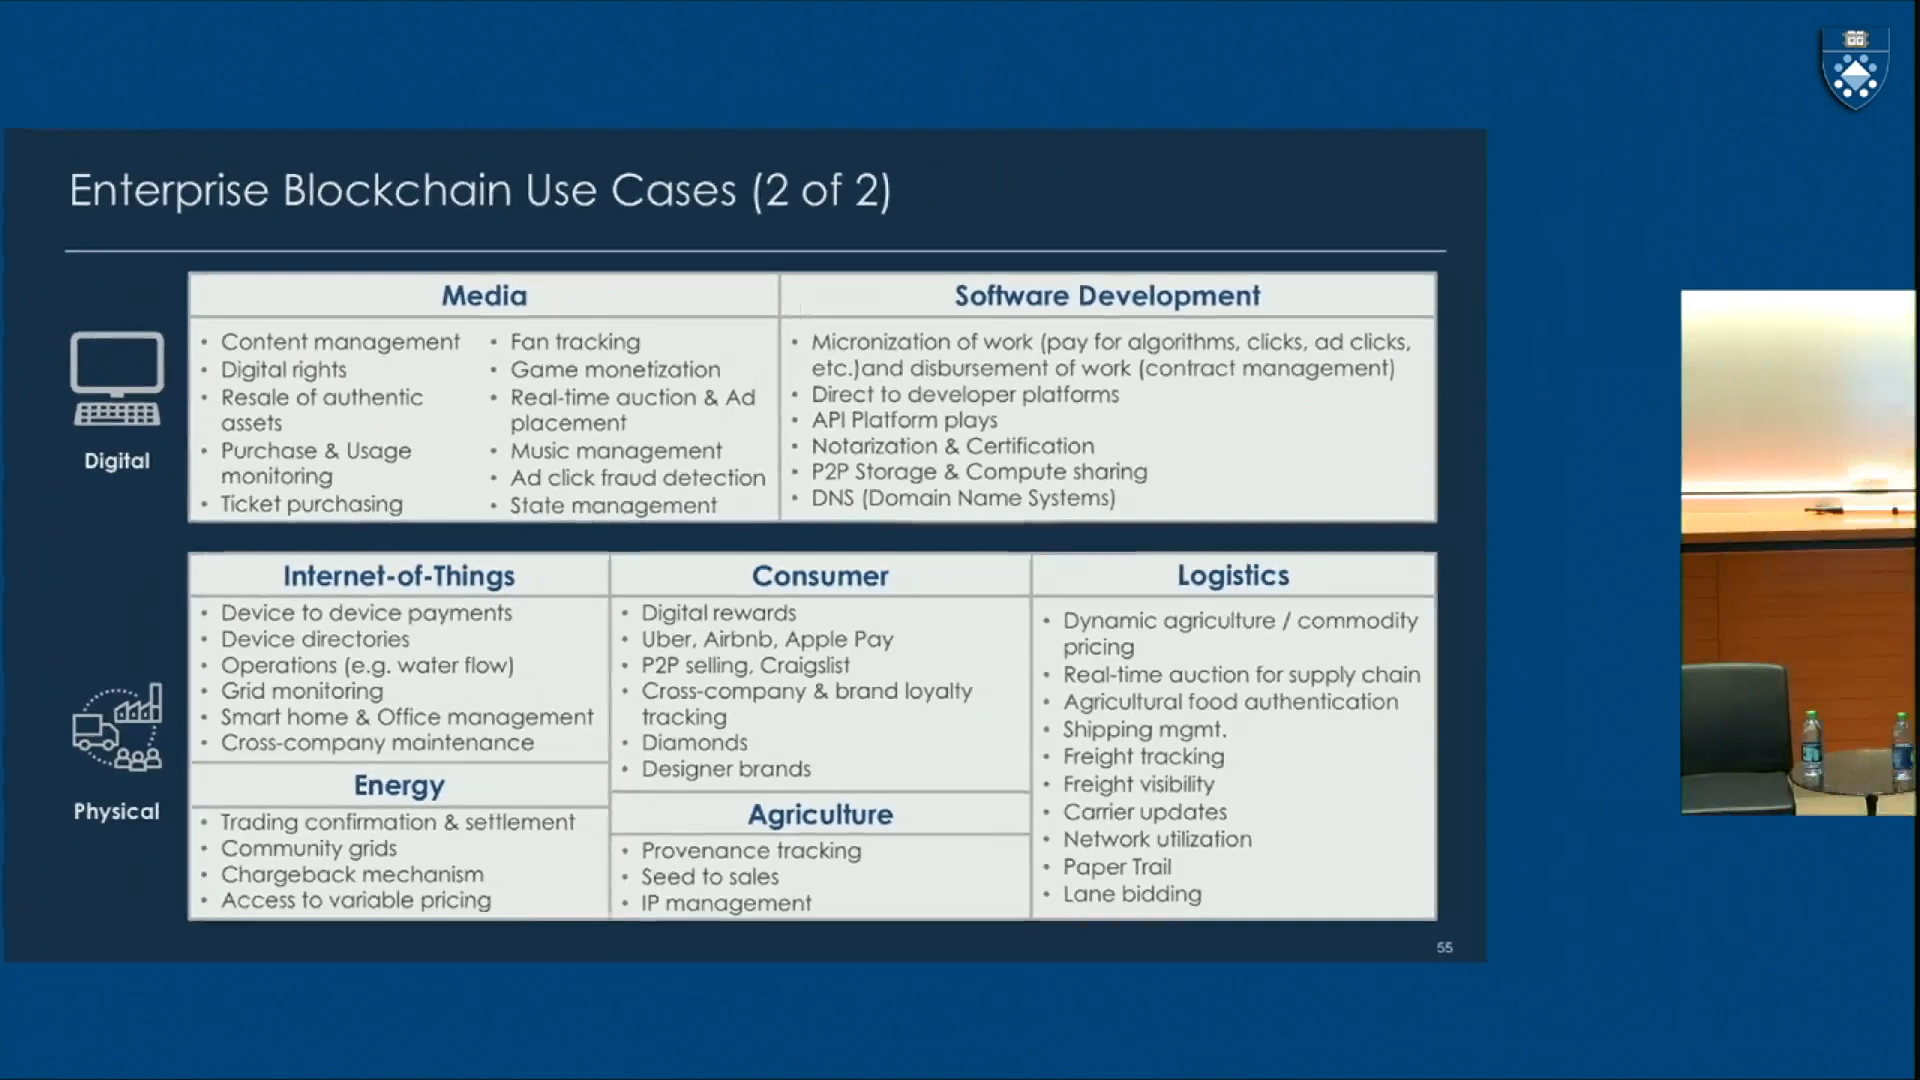 Enterprise Blockchain Use Cases (2 of 2)
Digital
Media
• Content management
• Digital rights
• Resale of authentic
assets
• Purchase & Usage
monitoring
• Ticket purchasing
• Fan tracking
• Game monetization
• Real-time auction & Ad
placement
• Music management
• Ad click fraud detection
• State management
Software Development
• Micronization of work (pay for algorithms, clicks, ad clicks,
etc.)and disbursement of work (contract management)
• Direct to developer platforms
• API Platform plays
• Notarization & Certification
• P2P Storage & Compute sharing
• DNS (Domain Name Systems)
Physical
Internet-of-Things
• Device to device payments
• Device directories
• Operations (e.g. water flow)
• Grid monitoring
• Smart home & Office management
• Cross-company maintenance
Energy
• Trading confirmation & settlement
• Community grids
• Chargeback mechanism
• Access to variable pricing
Consumer
• Digital rewards
• Uber, Airbnb, Apple Pay
• P2P selling, Craigslist
• Cross-company & brand loyalty
tracking
• Diamonds
• Designer brands
Agriculture
• Provenance tracking
• Seed to sales
• IP management
Logistics
• Dynamic agriculture / commodity
pricing
• Real-time auction for supply chain
• Agricultural food authentication
• Shipping mgmt.
• Freight tracking
• Freight visibility
• Carrier updates
• Network utilization
• Paper Trail
• Lane bidding
55